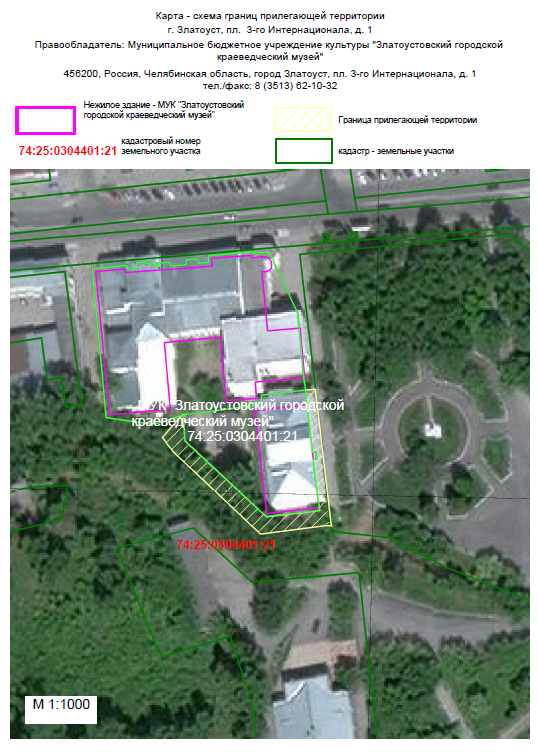 Карта - схема границ прилегающей территории
г. Златоуст, пл. 3-го Интернационала, д. 1
Правообладатель: Муниципальное бюджетное учреждение культуры "Златоустовский городской
краеведческий музей"
456200, Россия, Челябинская область, город Златоуст, пл. 3-го Интернационала, д. 1
тел./факс: 8 (3513) 62-10-32
Нежилое здание - МУК "Златоустовский
городской краеведческий музей"
Граница прилегающей территории
74:25:0304401:21 кадастровый номер
земельного участка
кадастр - земельные участки
МУК "Златоустовский городской
краеведческий музей"
74:25:0304401:21
74:25:0304401:21
М 1:1000